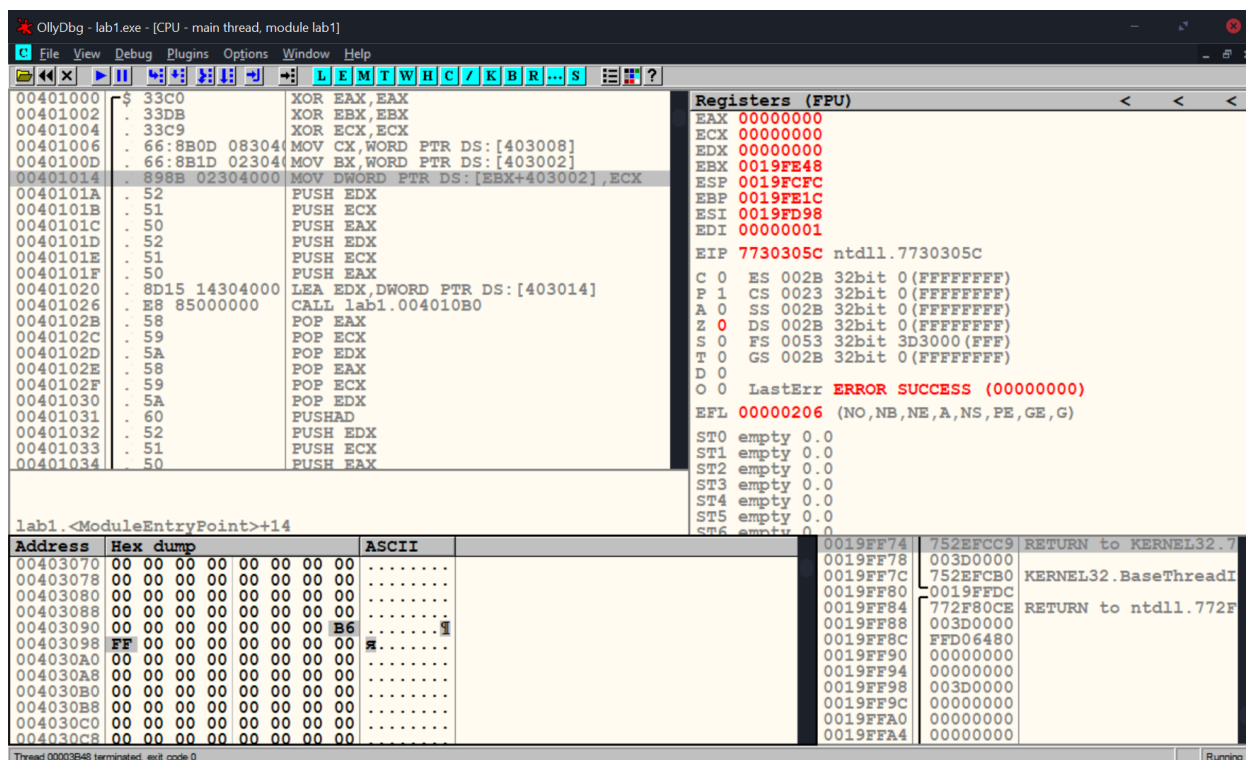 OllyDbg - lab1.exe - [CPU - main thread, module lab1]
C File View Debug Plugins Options Window Help
L E M T W H C / K B R ... S ?
00401000 $ 33C0 XOR EAX,EAX
00401002 . 33DB XOR EBX,EBX
00401004 . 33C9 XOR ECX,ECX
00401006 . 66:8B0D 08304( MOV CX,WORD PTR DS:[403008]
0040100D . 66:8B1D 02304( MOV BX,WORD PTR DS:[403002]
00401014 . 898B 02304000 MOV DWORD PTR DS:[EBX+403002],ECX
0040101A . 52 PUSH EDX
0040101B . 51 PUSH ECX
0040101C . 50 PUSH EAX
0040101D . 52 PUSH EDX
0040101E . 51 PUSH ECX
0040101F . 50 PUSH EAX
00401020 . 8D15 14304000 LEA EDX,DWORD PTR DS:[403014]
00401026 . E8 85000000 CALL lab1.004010B0
0040102B . 58 POP EAX
0040102C . 59 POP ECX
0040102D . 5A POP EDX
0040102E . 58 POP EAX
0040102F . 59 POP ECX
00401030 . 5A POP EDX
00401031 . 60 PUSHAD
00401032 . 52 PUSH EDX
00401033 . 51 PUSH ECX
00401034 . 50 PUSH EAX
lab1.<ModuleEntryPoint>+14
Registers (FPU) < < <
EAX 00000000
ECX 00000000
EDX 00000000
EBX 0019FE48
ESP 0019FCFC
EBP 0019FE1C
ESI 0019FD98
EDI 00000001
EIP 7730305C ntdll.7730305C
C 0 ES 002B 32bit 0(FFFFFFFF)
P 1 CS 0023 32bit 0(FFFFFFFF)
A 0 SS 002B 32bit 0(FFFFFFFF)
Z 0 DS 002B 32bit 0(FFFFFFFF)
S 0 FS 0053 32bit 3D3000(FFF)
T 0 GS 002B 32bit 0(FFFFFFFF)
D 0
O 0 LastErr ERROR SUCCESS (00000000)
EFL 00000206 (NO,NB,NE,A,NS,PE,GE,G)
ST0 empty 0.0
ST1 empty 0.0
ST2 empty 0.0
ST3 empty 0.0
ST4 empty 0.0
ST5 empty 0.0
ST6 empty 0.0
Address Hex dump ASCII
00403070 00 00 00 00 00 00 00 00 ........
00403078 00 00 00 00 00 00 00 00 ........
00403080 00 00 00 00 00 00 00 00 ........
00403088 00 00 00 00 00 00 00 00 ........
00403090 00 00 00 00 00 00 00 B6 .......¶
00403098 FF 00 00 00 00 00 00 00 я.......
004030A0 00 00 00 00 00 00 00 00 ........
004030A8 00 00 00 00 00 00 00 00 ........
004030B0 00 00 00 00 00 00 00 00 ........
004030B8 00 00 00 00 00 00 00 00 ........
004030C0 00 00 00 00 00 00 00 00 ........
004030C8 00 00 00 00 00 00 00 00 ........
0019FF74 752EFCC9 RETURN to KERNEL32.7
0019FF78 003D0000
0019FF7C 752EFCB0 KERNEL32.BaseThreadI
0019FF80 0019FFDC
0019FF84 772F80CE RETURN to ntdll.772F
0019FF88 003D0000
0019FF8C FFD06480
0019FF90 00000000
0019FF94 00000000
0019FF98 003D0000
0019FF9C 00000000
0019FFA0 00000000
0019FFA4 00000000
Thread 00003B48 terminated, exit code 0 Running